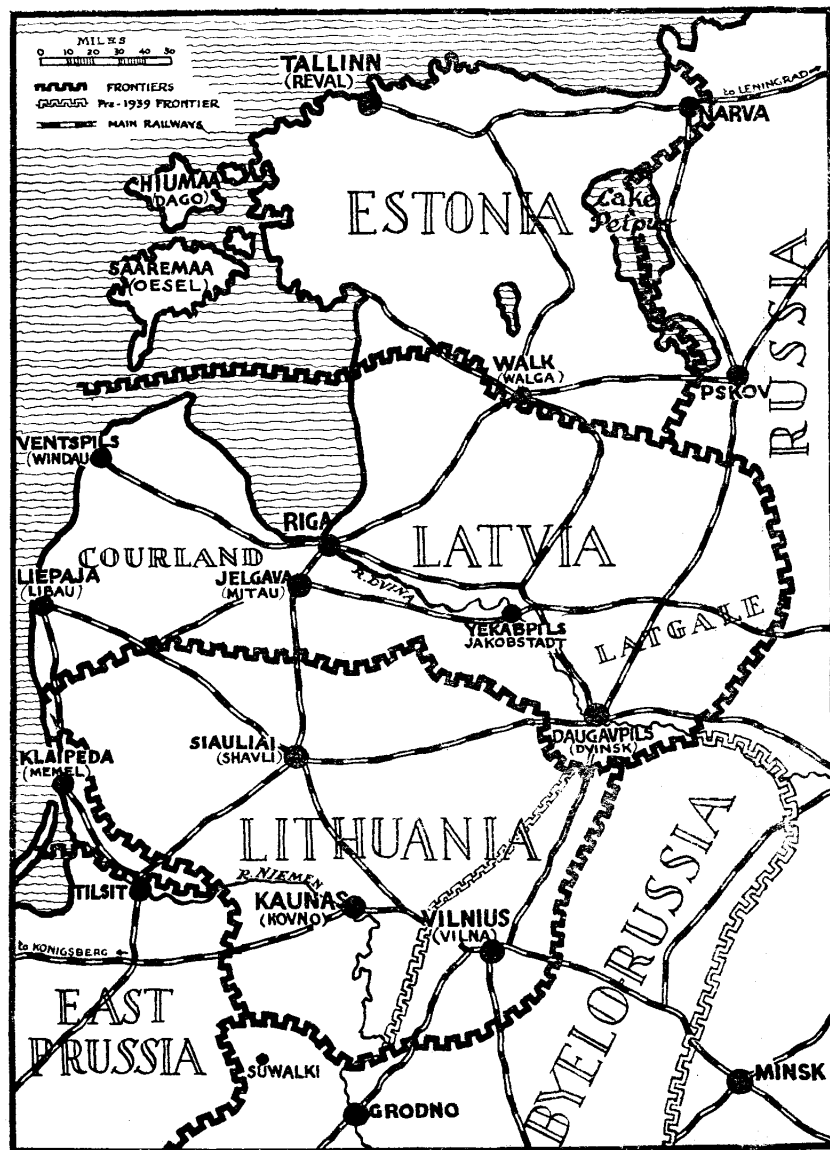 MILES
0 10 20 30 40 50
FRONTIERS
Pre-1939 FRONTIER
MAIN RAILWAYS
TALLINN
(REVAL)
to LENINGRAD
NARVA
HIUMAA
(DAGO)
ESTONIA
Lake
Peipus
SAAREMAA
(OESEL)
RUSSIA
WALK
(WALGA)
PSKOV
VENTSPILS
(WINDAU)
RIGA
LATVIA
COURLAND
LIEPAJA
(LIBAU)
JELGAVA
(MITAU)
R. DVINA
YEKABPILS
JAKOBSTADT
LATGALE
SIAULIAI
(SHAVLI)
DAUGAVPILS
(DVINSK)
KLAIPEDA
(MEMEL)
LITHUANIA
TILSIT
R. NIEMEN
KAUNAS
(KOVNO)
VILNIUS
(VILNA)
to KONIGSBERG
BYELO-RUSSIA
EAST
PRUSSIA
SUWALKI
MINSK
GRODNO